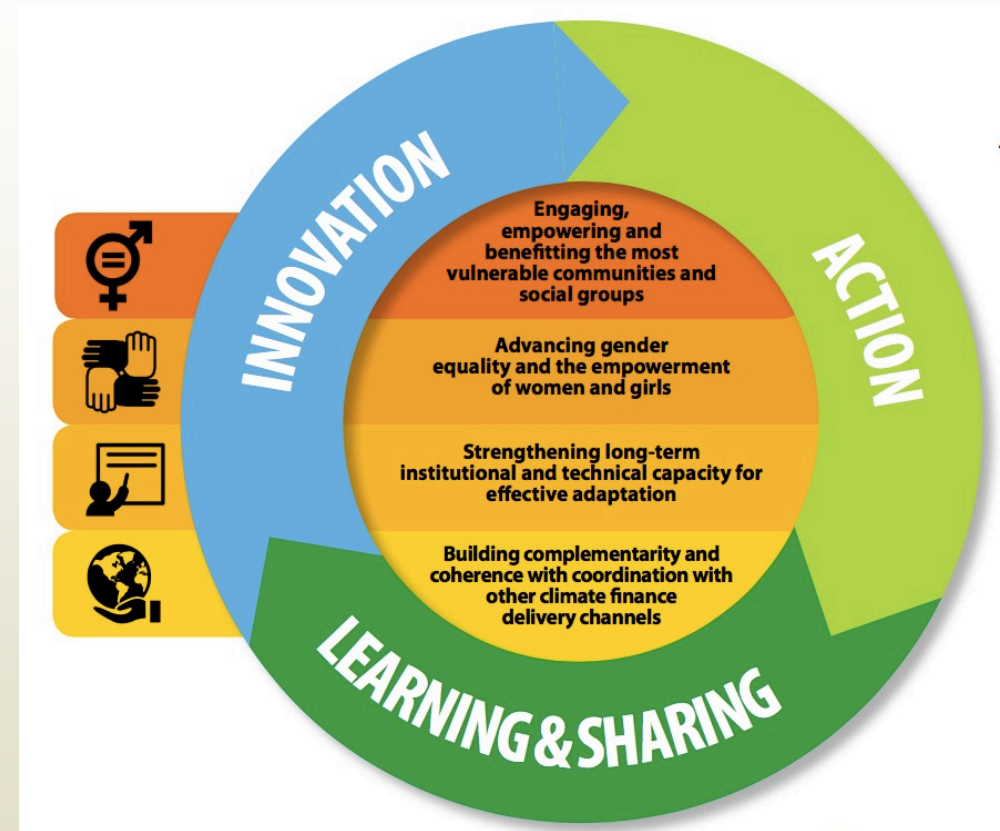 INNOVATION
ACTION
Engaging,
empowering and
benefitting the most
vulnerable communities and
social groups
Advancing gender
equality and the empowerment
of women and girls
Strengthening long-term
institutional and technical capacity for
effective adaptation
Building complementarity and
coherence with coordination with
other climate finance
delivery channels
LEARNING & SHARING